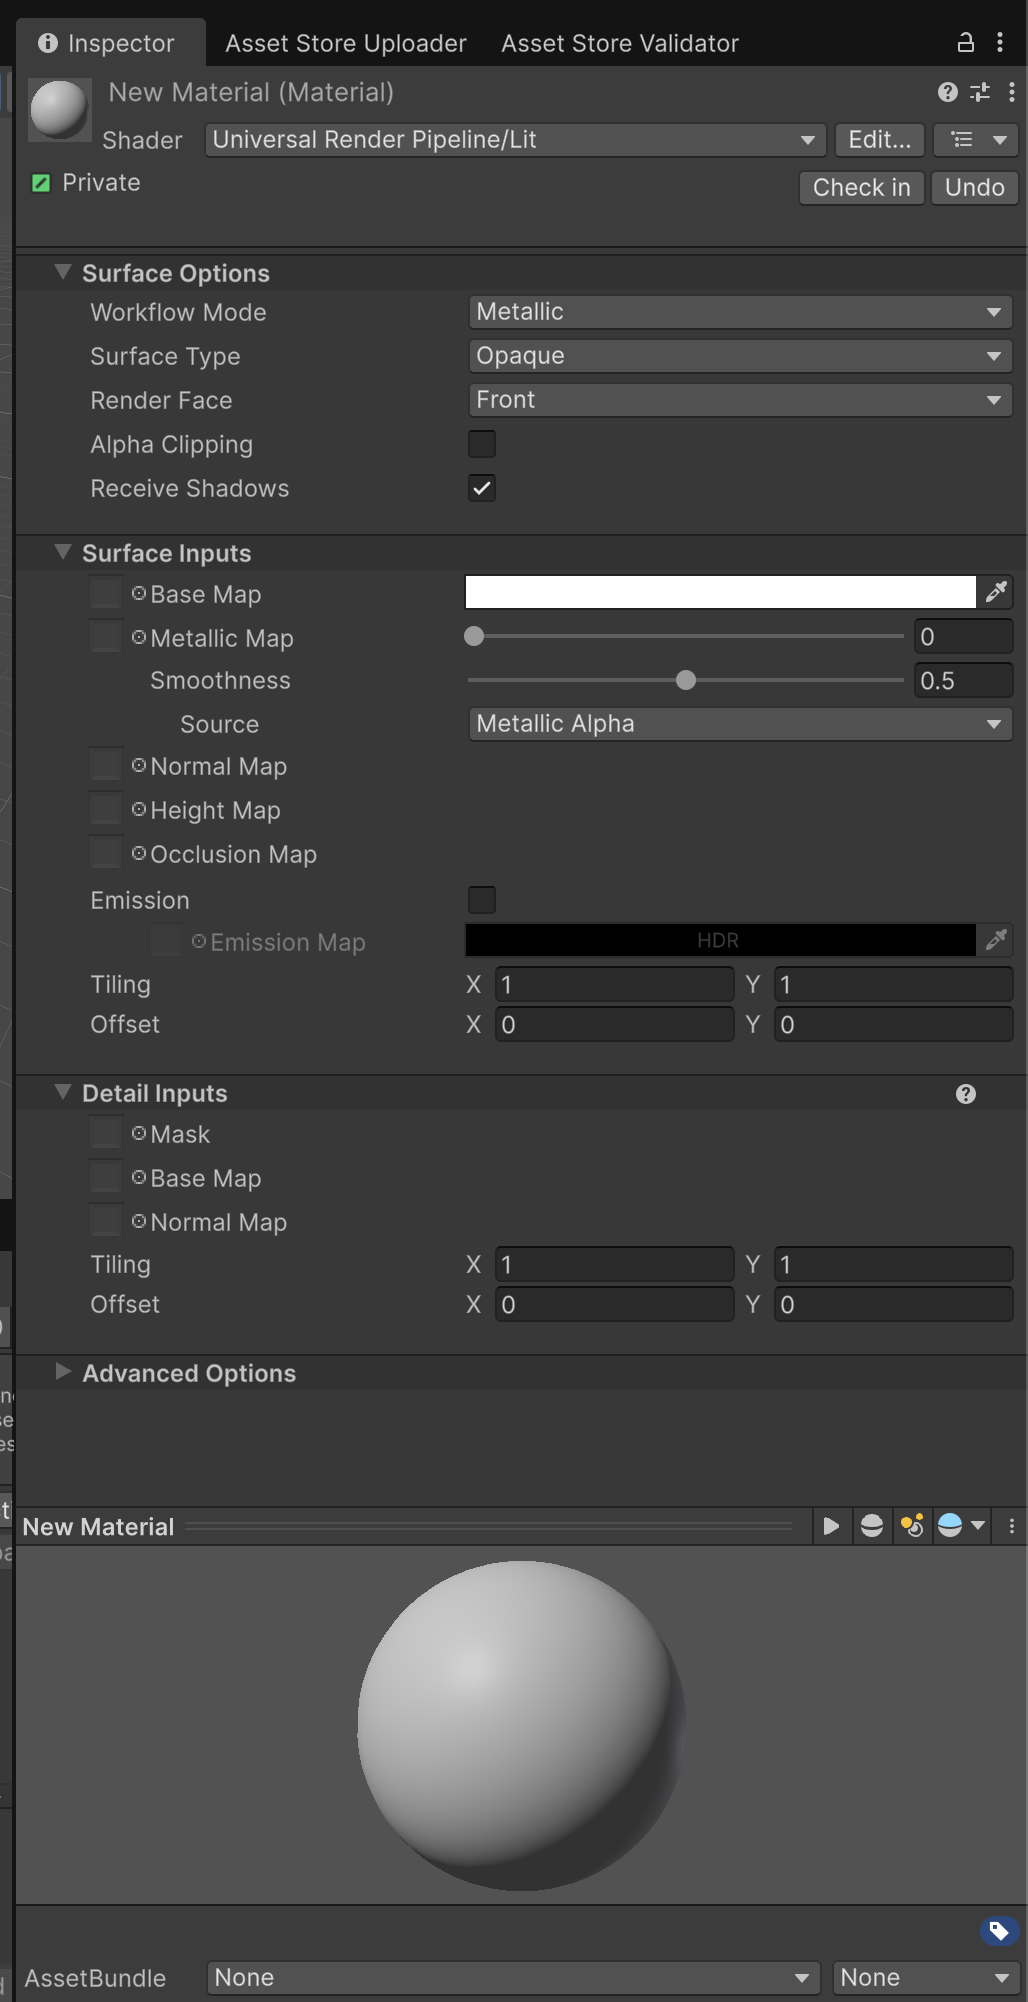 Inspector Asset Store Uploader Asset Store Validator
New Material (Material)
Shader Universal Render Pipeline/Lit Edit...
Private Check in Undo
Surface Options
Workflow Mode Metallic
Surface Type Opaque
Render Face Front
Alpha Clipping
Receive Shadows
Surface Inputs
Base Map
Metallic Map 0
Smoothness 0.5
Source Metallic Alpha
Normal Map
Height Map
Occlusion Map
Emission
Emission Map HDR
Tiling X 1 Y 1
Offset X 0 Y 0
Detail Inputs
Mask
Base Map
Normal Map
Tiling X 1 Y 1
Offset X 0 Y 0
Advanced Options
New Material
AssetBundle None None